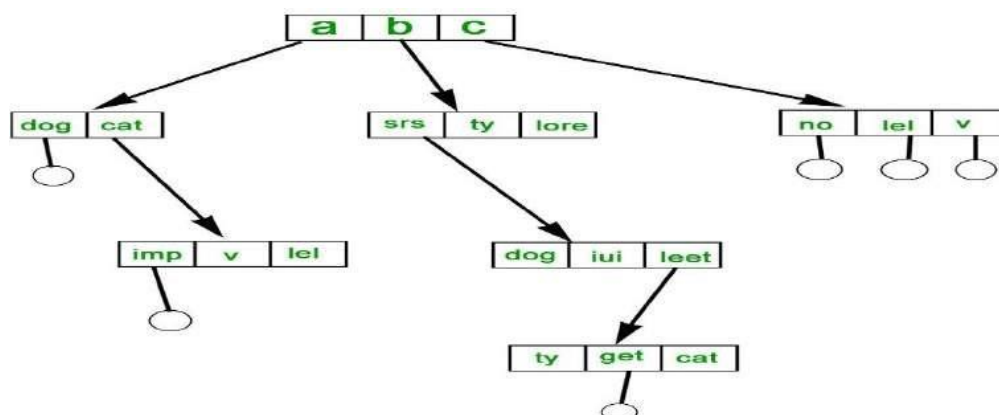 a b c
dog cat
srs ty lore
no lel v
imp v lel
dog iui leet
ty get cat